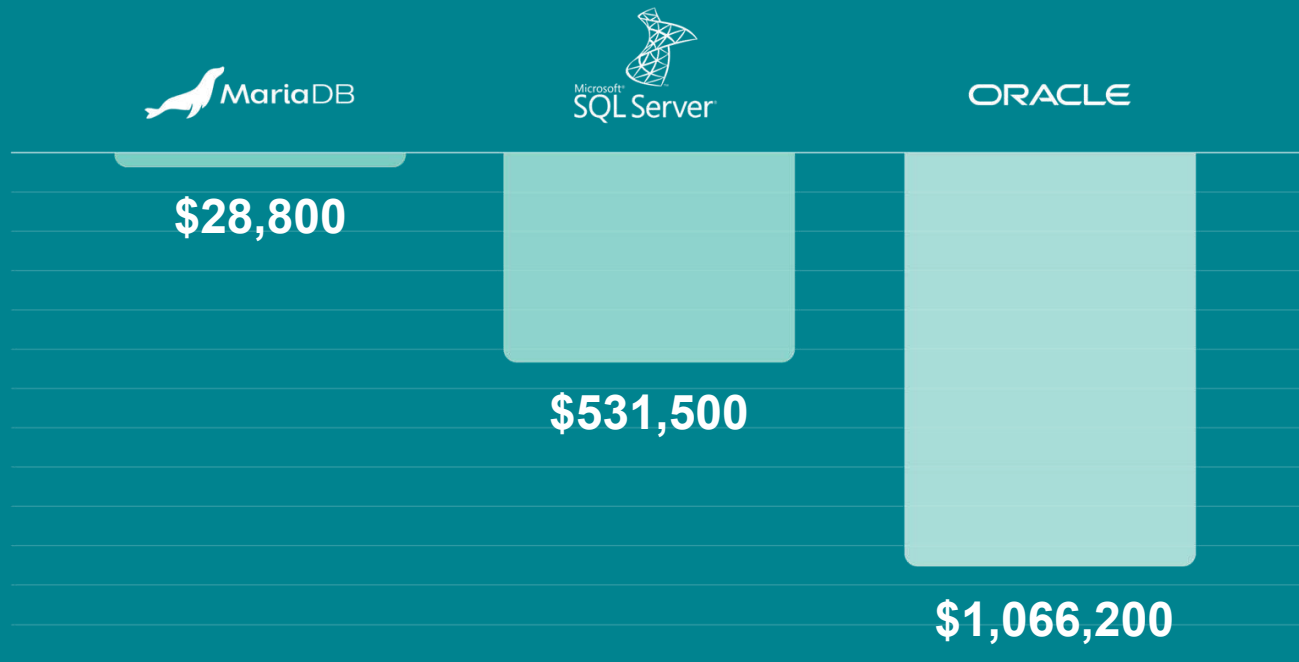 MariaDB
Microsoft®
SQL Server
ORACLE
$28,800
$531,500
$1,066,200